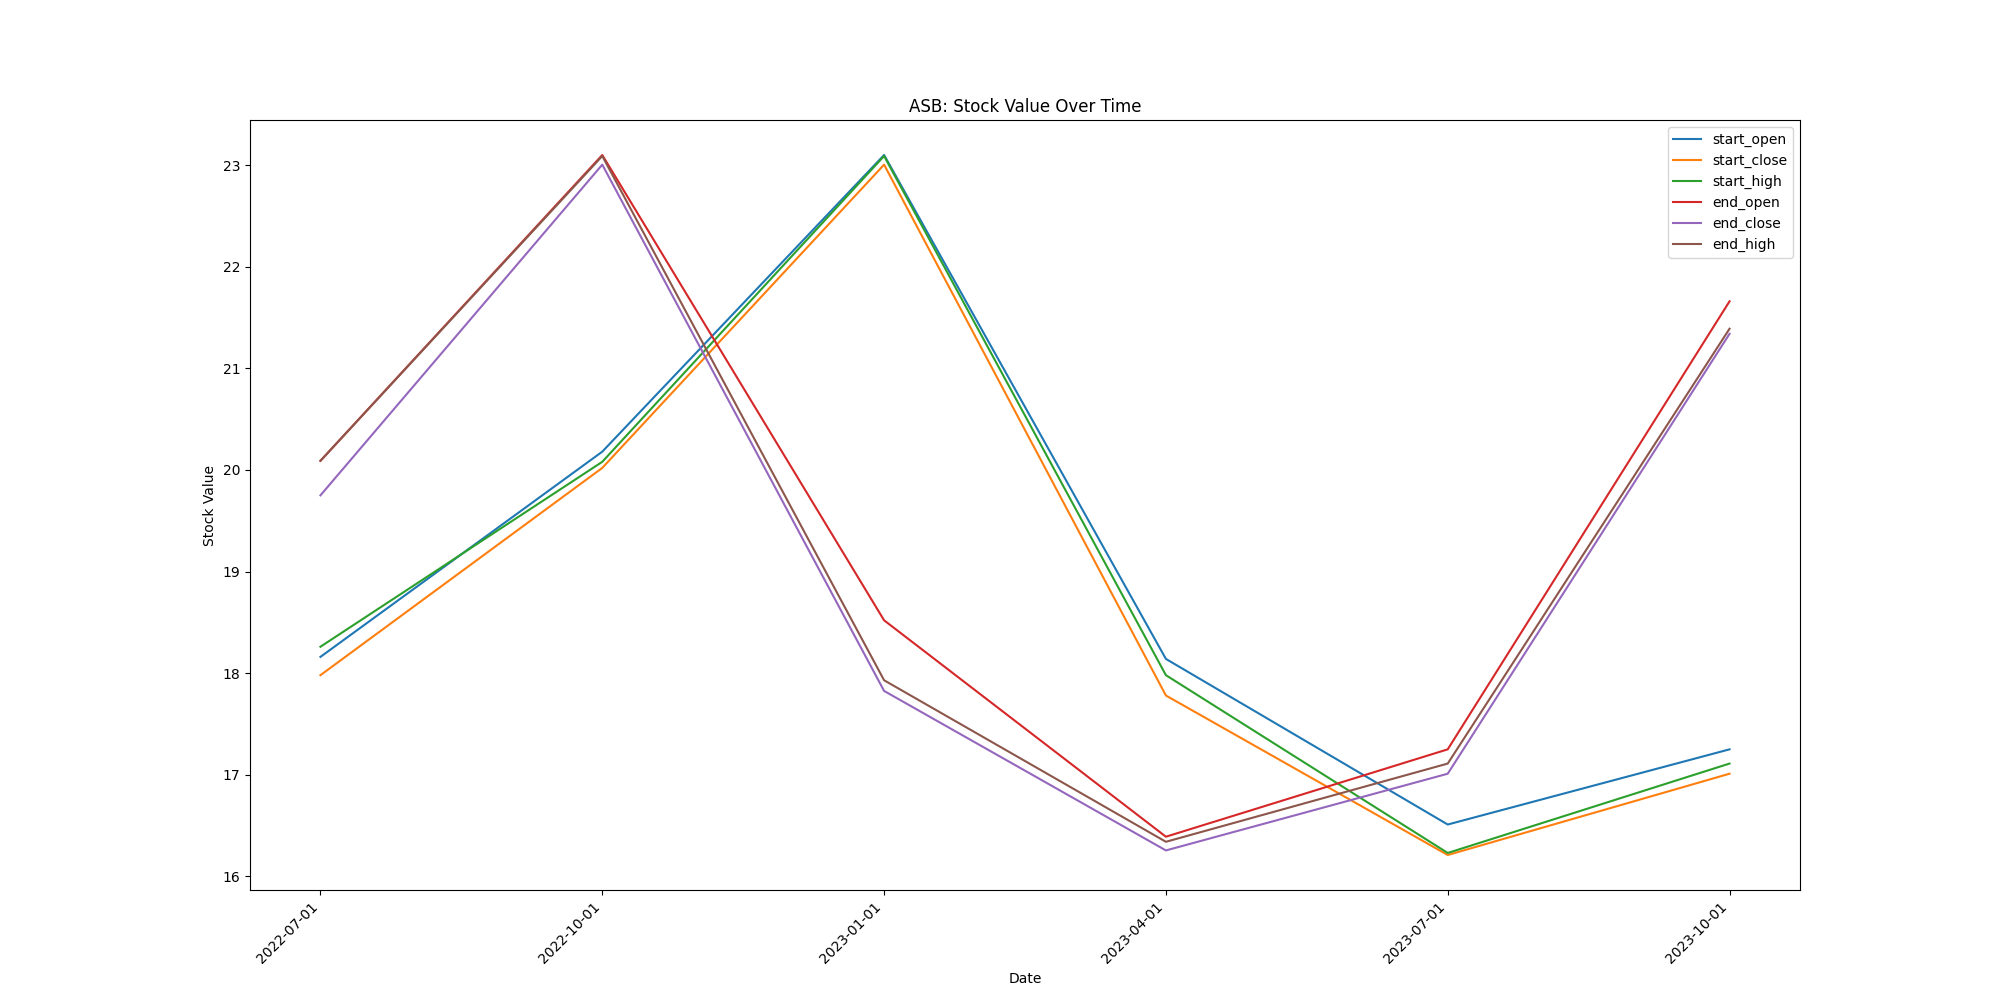 ASB: Stock Value Over Time
start_open
start_close
start_high
end_open
end_close
end_high
Stock Value
23
22
21
20
19
18
17
16
2022-07-01
2022-10-01
2023-01-01
2023-04-01
2023-07-01
2023-10-01
Date